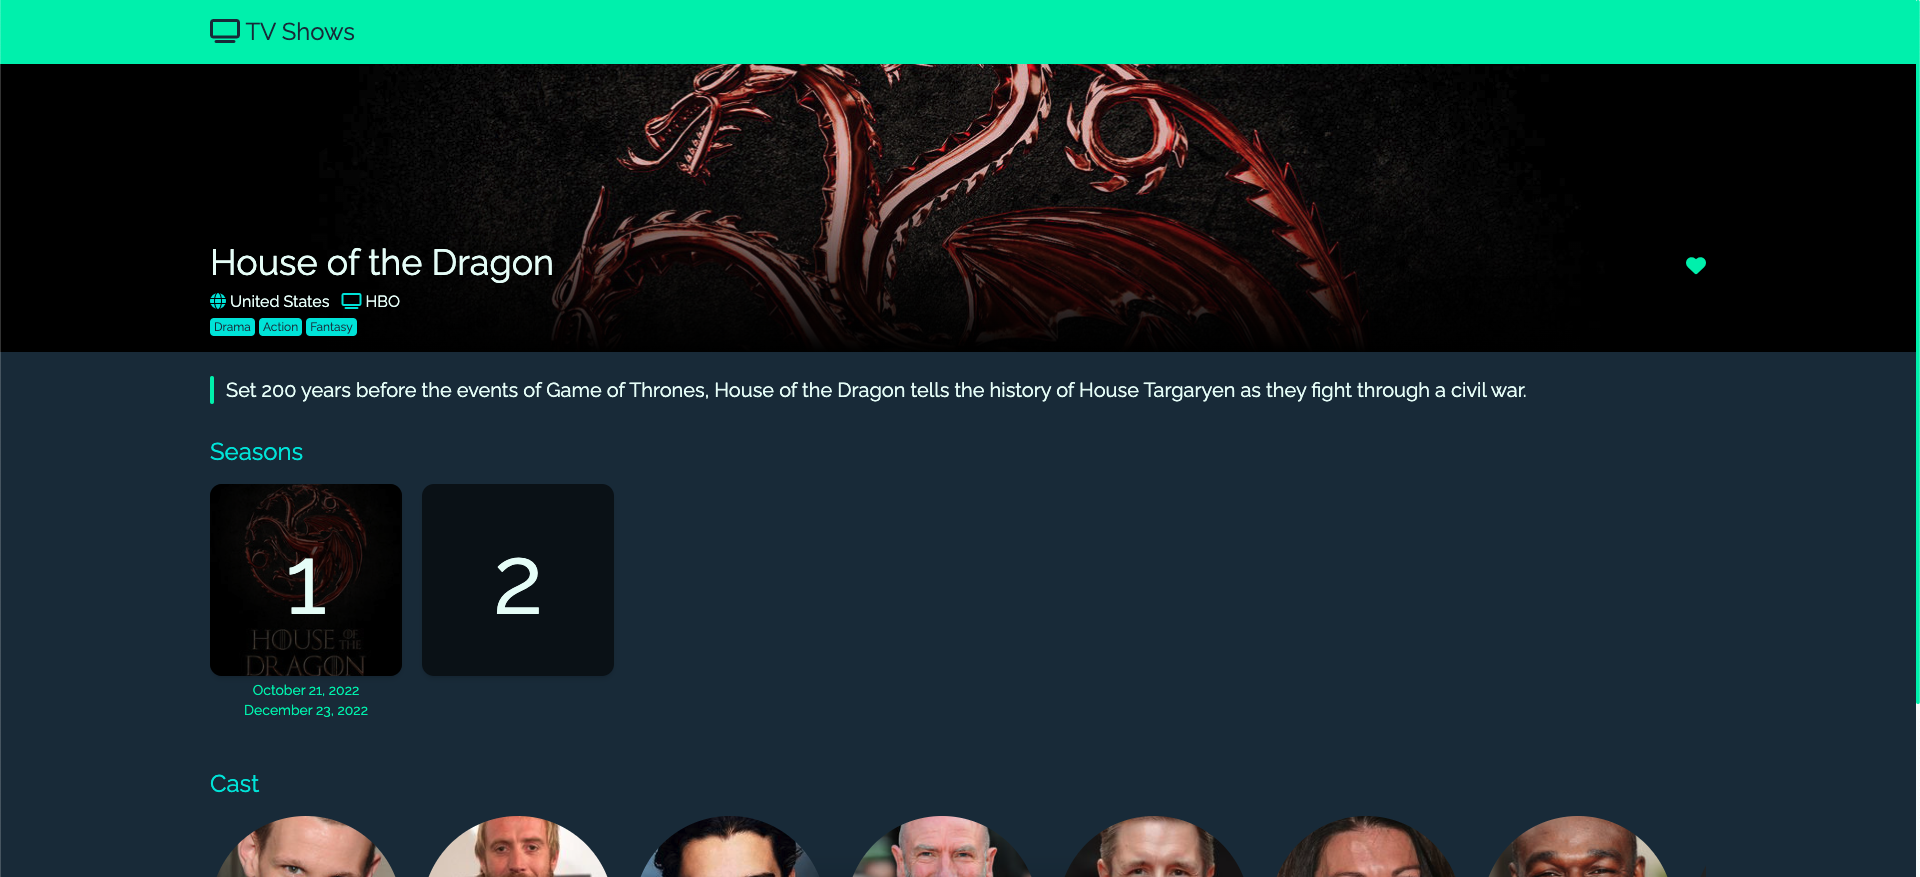 TV Shows
House of the Dragon
United States HBO
Drama Action Fantasy
Set 200 years before the events of Game of Thrones, House of the Dragon tells the history of House Targaryen as they fight through a civil war.
Seasons
1 2
HOUSE OF THE
DRAGON
October 21, 2022
December 23, 2022
Cast